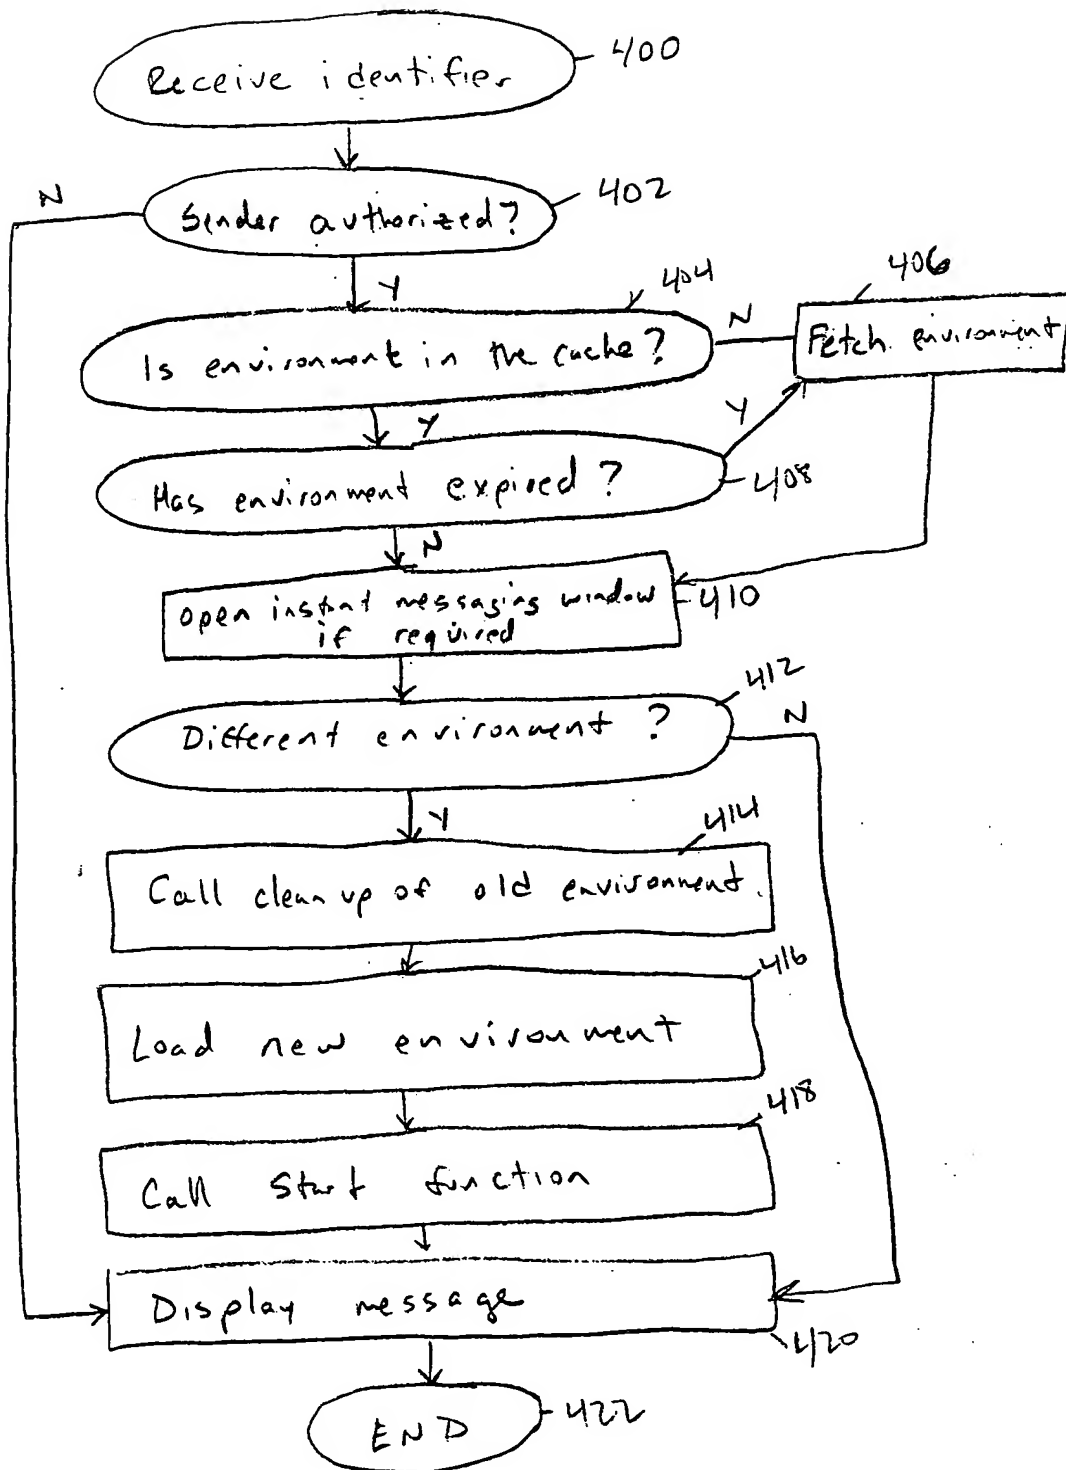 Receive identifier
400
N
Sender authorized?
402
Y
404
406
Is environment in the cache?
N
Fetch environment
Y
Y
Has environment expired?
408
N
open instant messaging window
if required
410
412
Different environment?
N
Y
414
Call clean up of old environment.
416
Load new environment
418
Call Start function
Display message
420
END
422